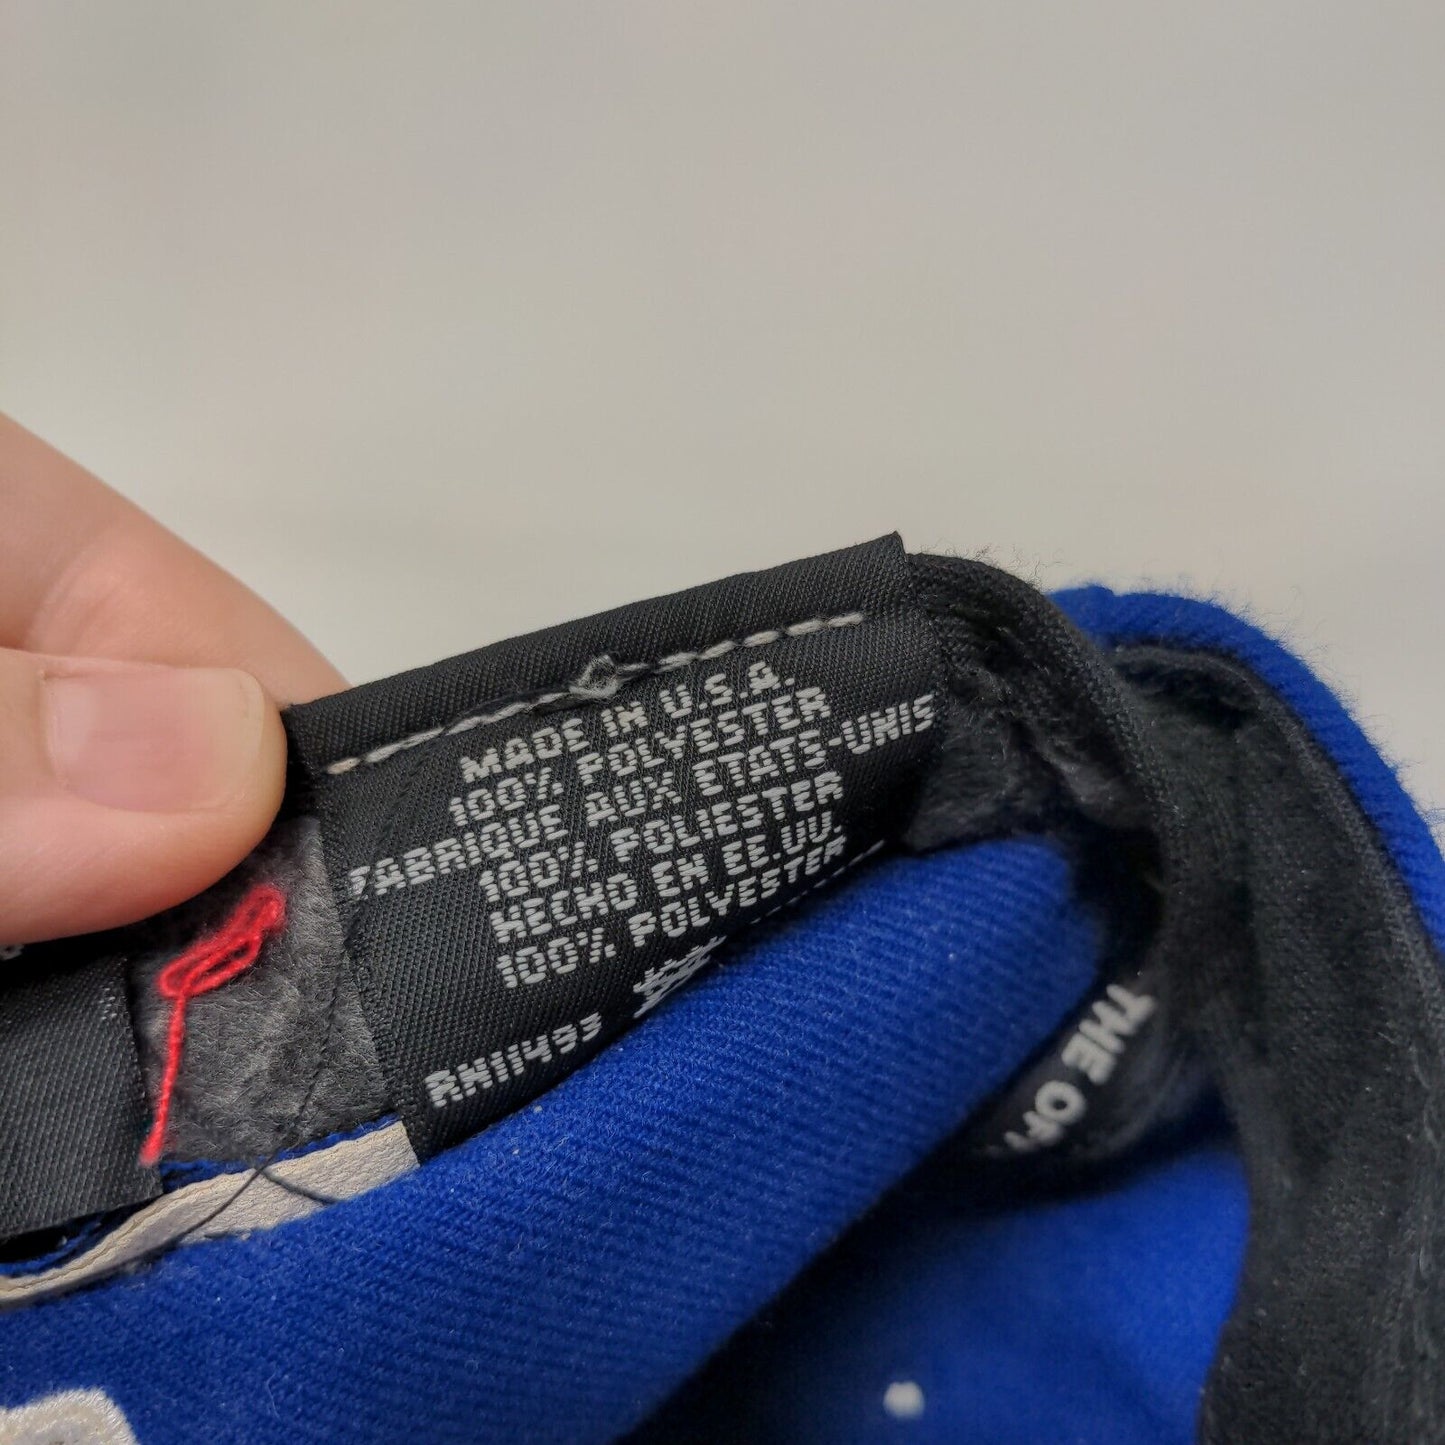 MADE IN U.S.A.
100% POLYESTER
FABRIQUE AUX ETATS-UNIS
100% POLIESTER
HECHO EN EE.UU.
100% POLYESTER
RN11493
THE OF